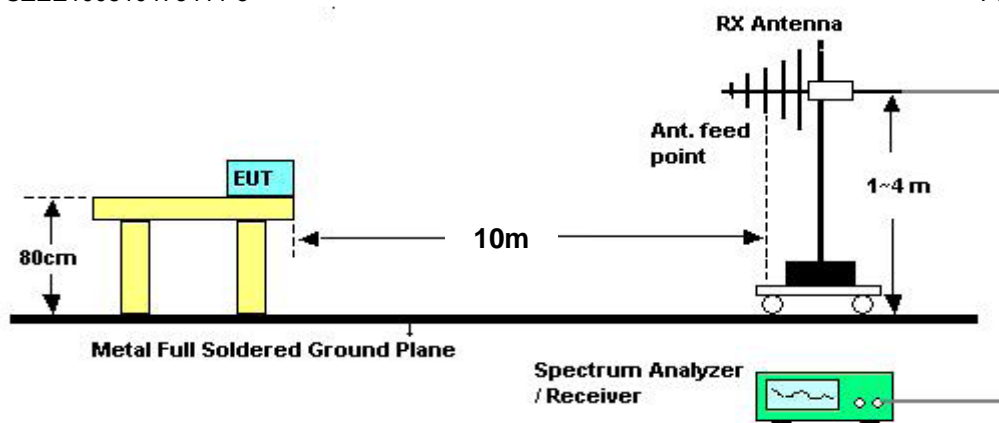 RX Antenna
Ant. feed
point
EUT
1~4 m
10m
80cm
Metal Full Soldered Ground Plane
Spectrum Analyzer
/ Receiver